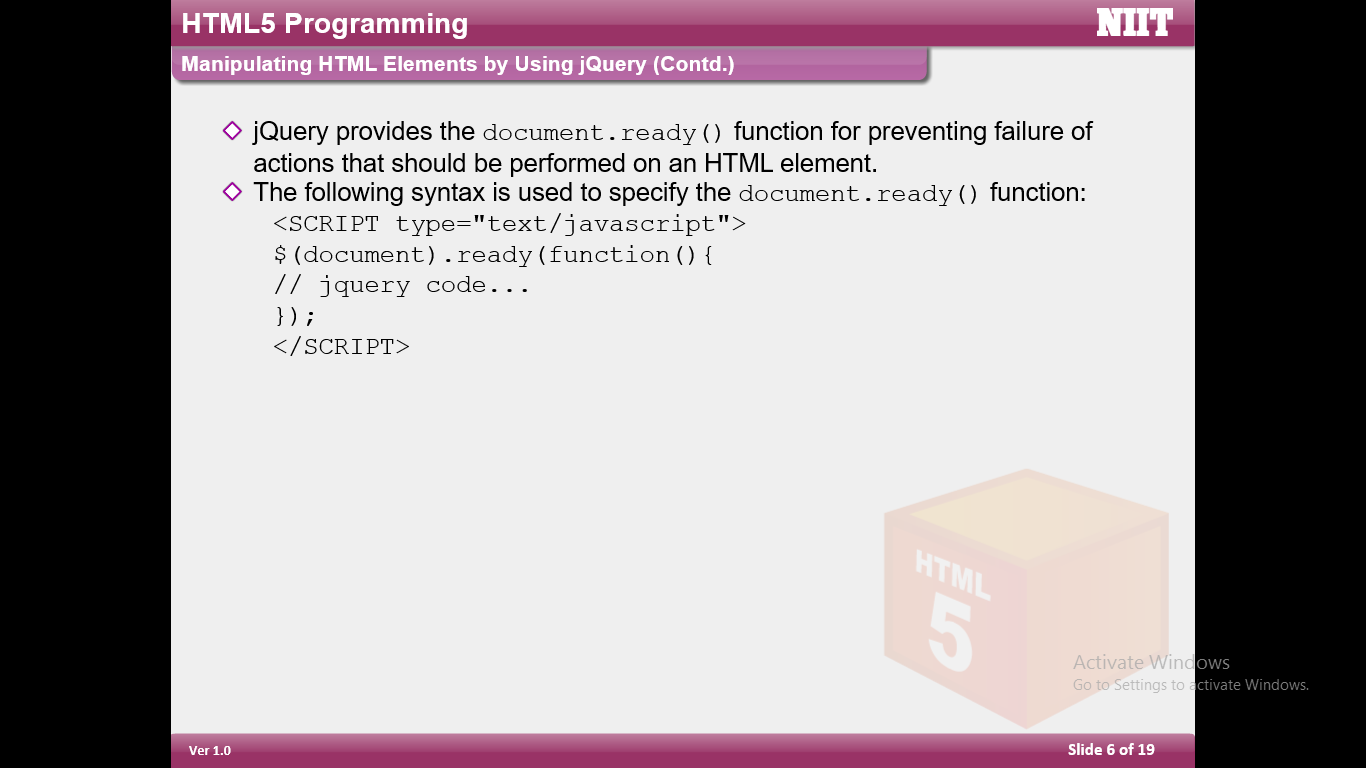 HTML5 Programming
NIIT
Manipulating HTML Elements by Using jQuery (Contd.)
jQuery provides the document.ready() function for preventing failure of
actions that should be performed on an HTML element.
The following syntax is used to specify the document.ready() function:
<SCRIPT type="text/javascript">
$(document).ready(function(){
// jquery code...
});
</SCRIPT>
HTML
5
Activate Windows
Go to Settings to activate Windows.
Ver 1.0
Slide 6 of 19